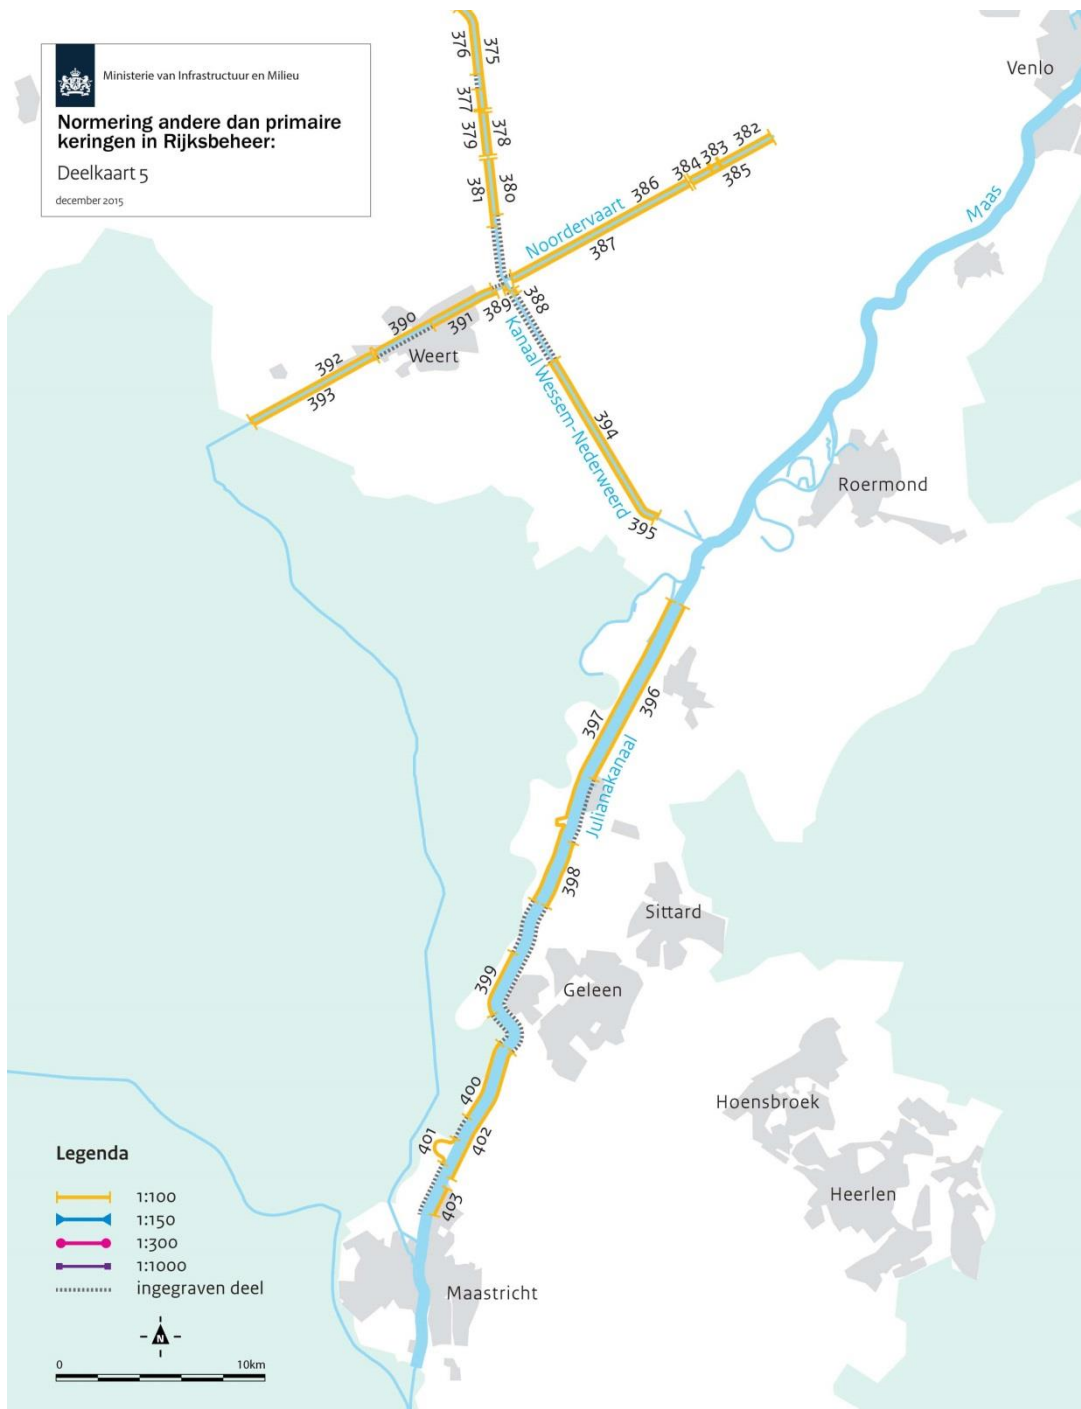 Ministerie van Infrastructuur en Milieu
Normering andere dan primaire
keringen in Rijksbeheer:
Deelkaart 5
december 2015
376
375
377
378
379
380
381
382
383
384
385
386
387
Noordervaart
Venlo
Maas
388
389
390
391
392
393
Weert
Kanaal Wessem-Nederweerd
394
395
Roermond
396
397
Julianakanaal
398
Sittard
399
Geleen
400
401
402
403
Hoensbroek
Heerlen
Maastricht
Legenda
1:100
1:150
1:300
1:1000
ingegraven deel
N
0 10km